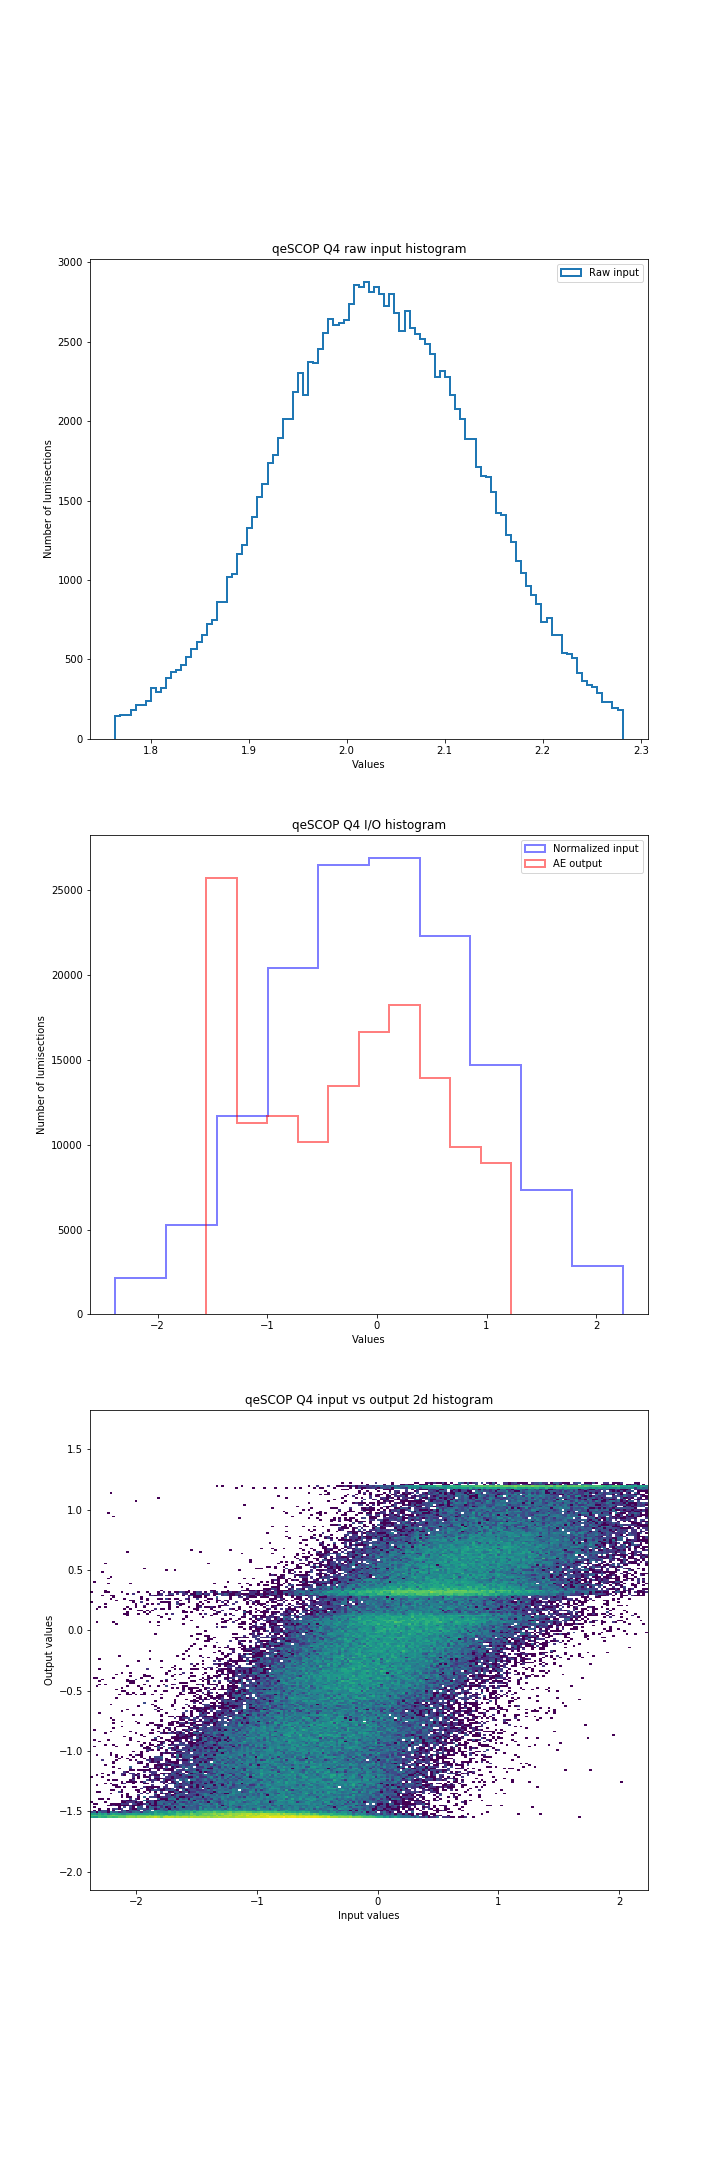 qeSCOP Q4 raw input histogram
Raw input
3000
2500
2000
1500
1000
500
0
Number of lumisections
1.8 1.9 2.0 2.1 2.2 2.3
Values
qeSCOP Q4 I/O histogram
Normalized input
AE output
25000
20000
15000
10000
5000
0
Number of lumisections
−2 −1 0 1 2
Values
qeSCOP Q4 input vs output 2d histogram
1.5
1.0
0.5
0.0
−0.5
−1.0
−1.5
−2.0
Output values
−2 −1 0 1 2
Input values